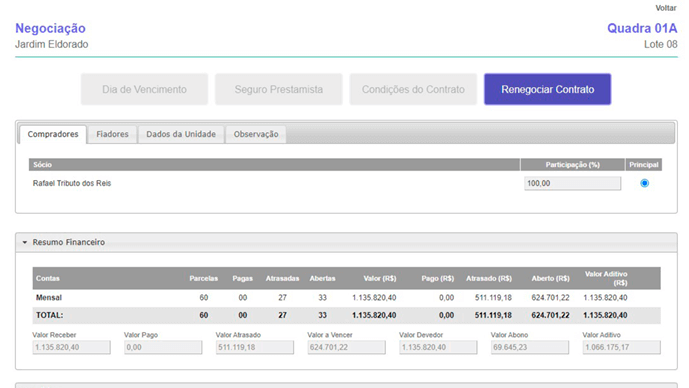 Voltar
Negociação
Quadra 01A
Jardim Eldorado
Lote 08
Dia de Vencimento
Seguro Prestamista
Condições do Contrato
Renegociar Contrato
Compradores Fiadores Dados da Unidade Observação
Sócio Participação (%) Principal
Rafael Tributo dos Reis 100,00
Resumo Financeiro
Contas Parcelas Pagas Atrasadas Abertas Valor (R$) Pago (R$) Atrasado (R$) Aberto (R$) Valor Aditivo (R$)
Mensal 60 00 27 33 1.135.820,40 0,00 511.119,18 624.701,22 1.135.820,40
TOTAL: 60 00 27 33 1.135.820,40 0,00 511.119,18 624.701,22 1.135.820,40
Valor Receber Valor Pago Valor Atrasado Valor a Vencer Valor Devedor Valor Abono Valor Aditivo
1.135.820,40 0,00 511.119,18 624.701,22 1.135.820,40 69.645,23 1.066.175,17